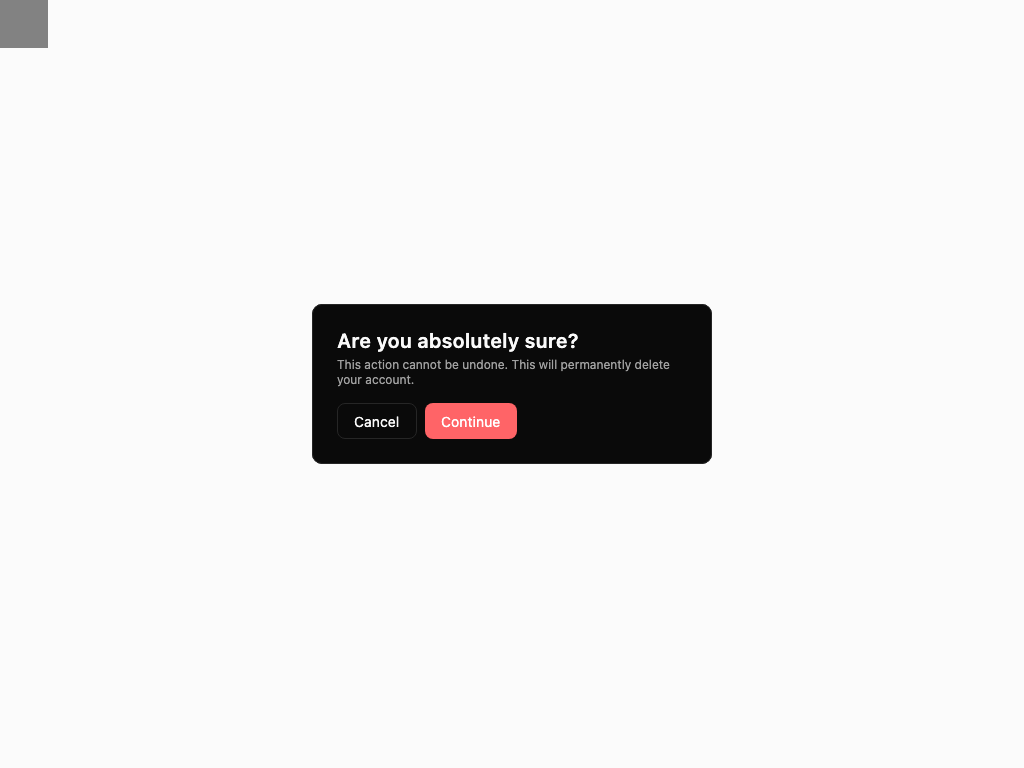 Are you absolutely sure?
This action cannot be undone. This will permanently delete
your account.
Cancel
Continue